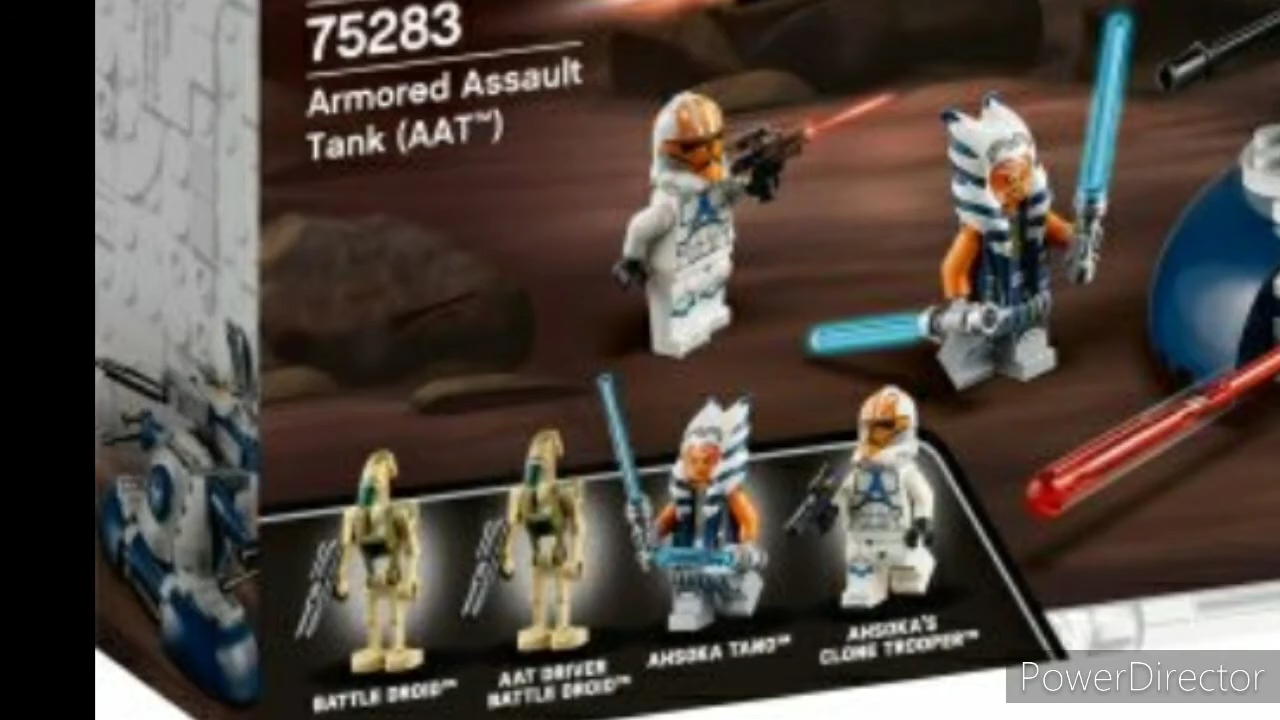 75283
Armored Assault
Tank (AAT™)
BATTLE DROID™
AAT DRIVER
BATTLE DROID™
AHSOKA TANO™
AHSOKA'S
CLONE TROOPER™
PowerDirector